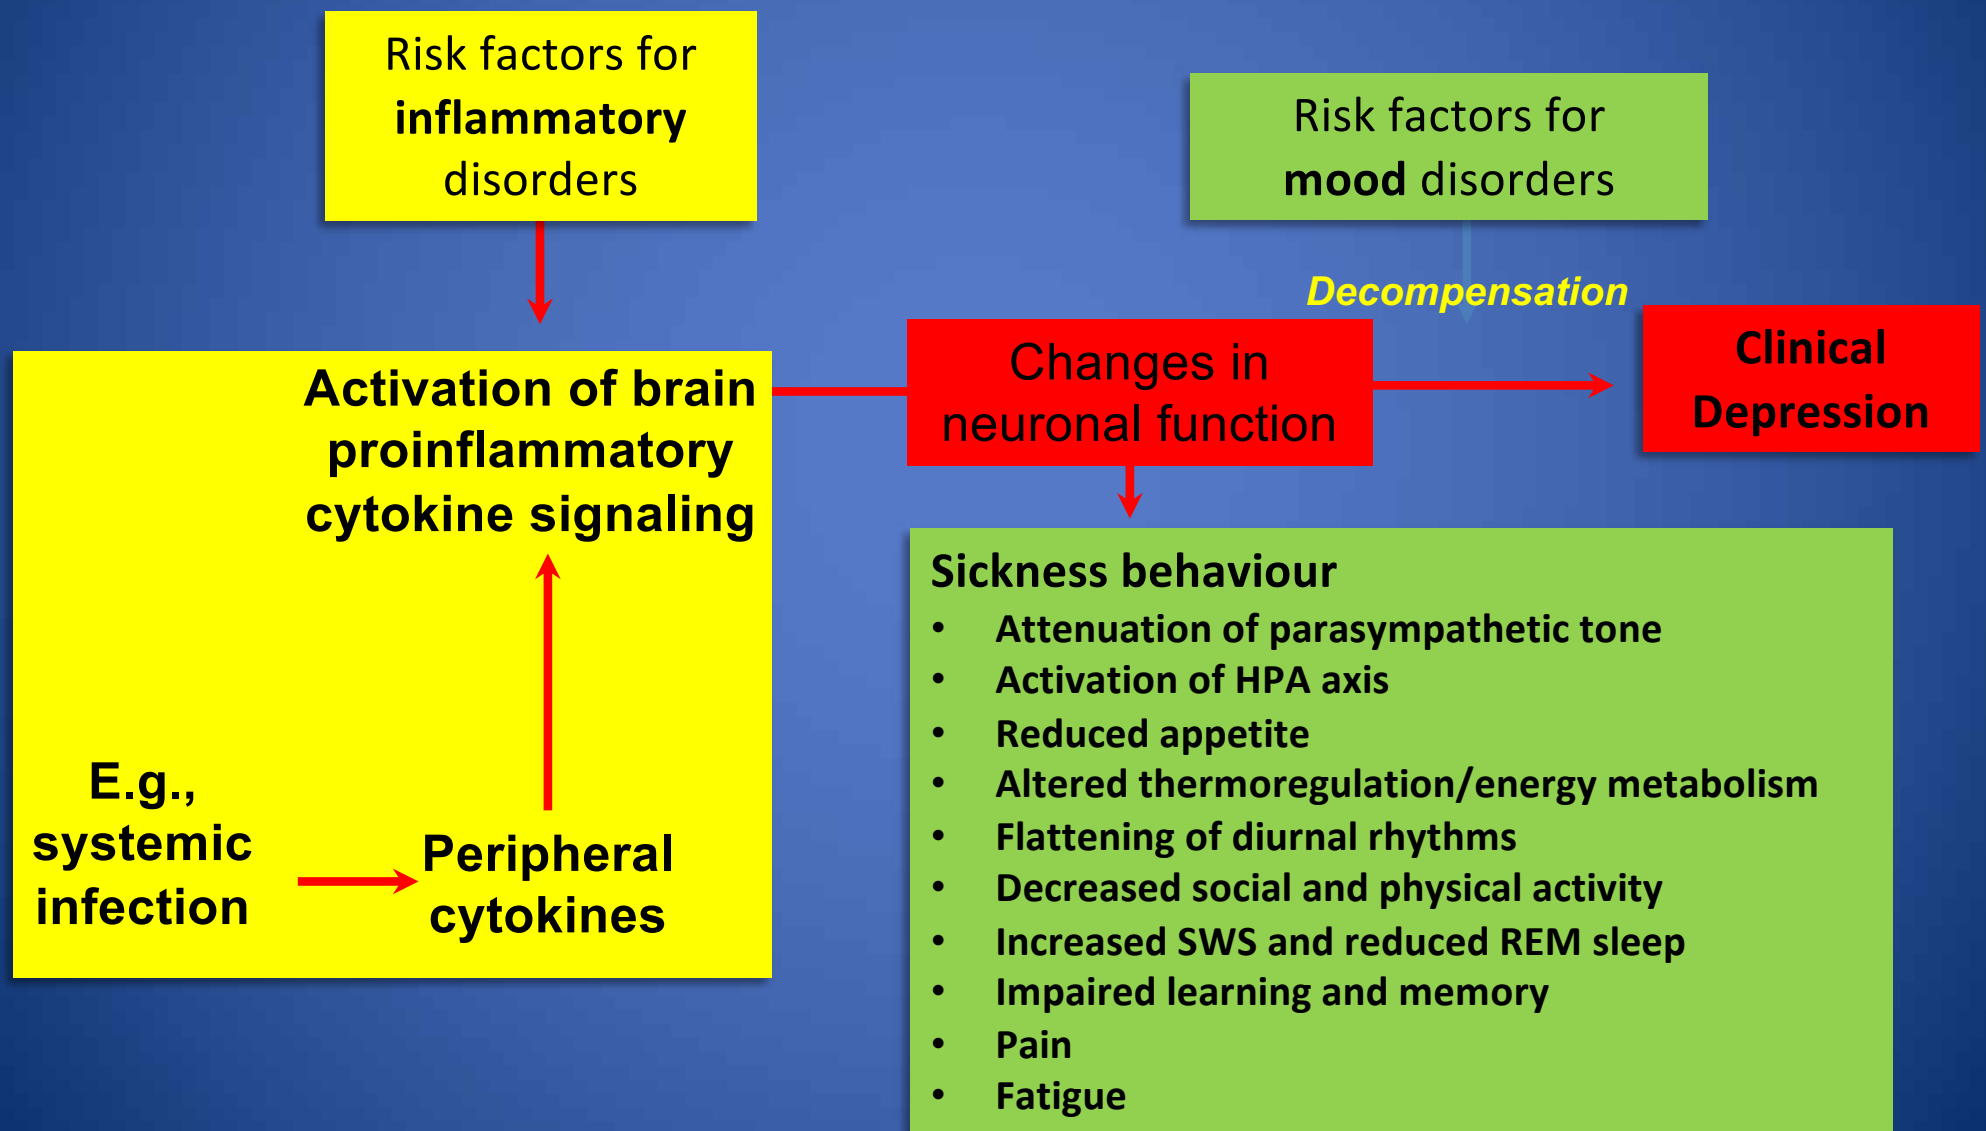 Risk factors for
inflammatory
disorders
Risk factors for
mood disorders
Decompensation
Activation of brain
proinflammatory
cytokine signaling
Changes in
neuronal function
Clinical
Depression
E.g.,
systemic
infection
Peripheral
cytokines
Sickness behaviour
• Attenuation of parasympathetic tone
• Activation of HPA axis
• Reduced appetite
• Altered thermoregulation/energy metabolism
• Flattening of diurnal rhythms
• Decreased social and physical activity
• Increased SWS and reduced REM sleep
• Impaired learning and memory
• Pain
• Fatigue